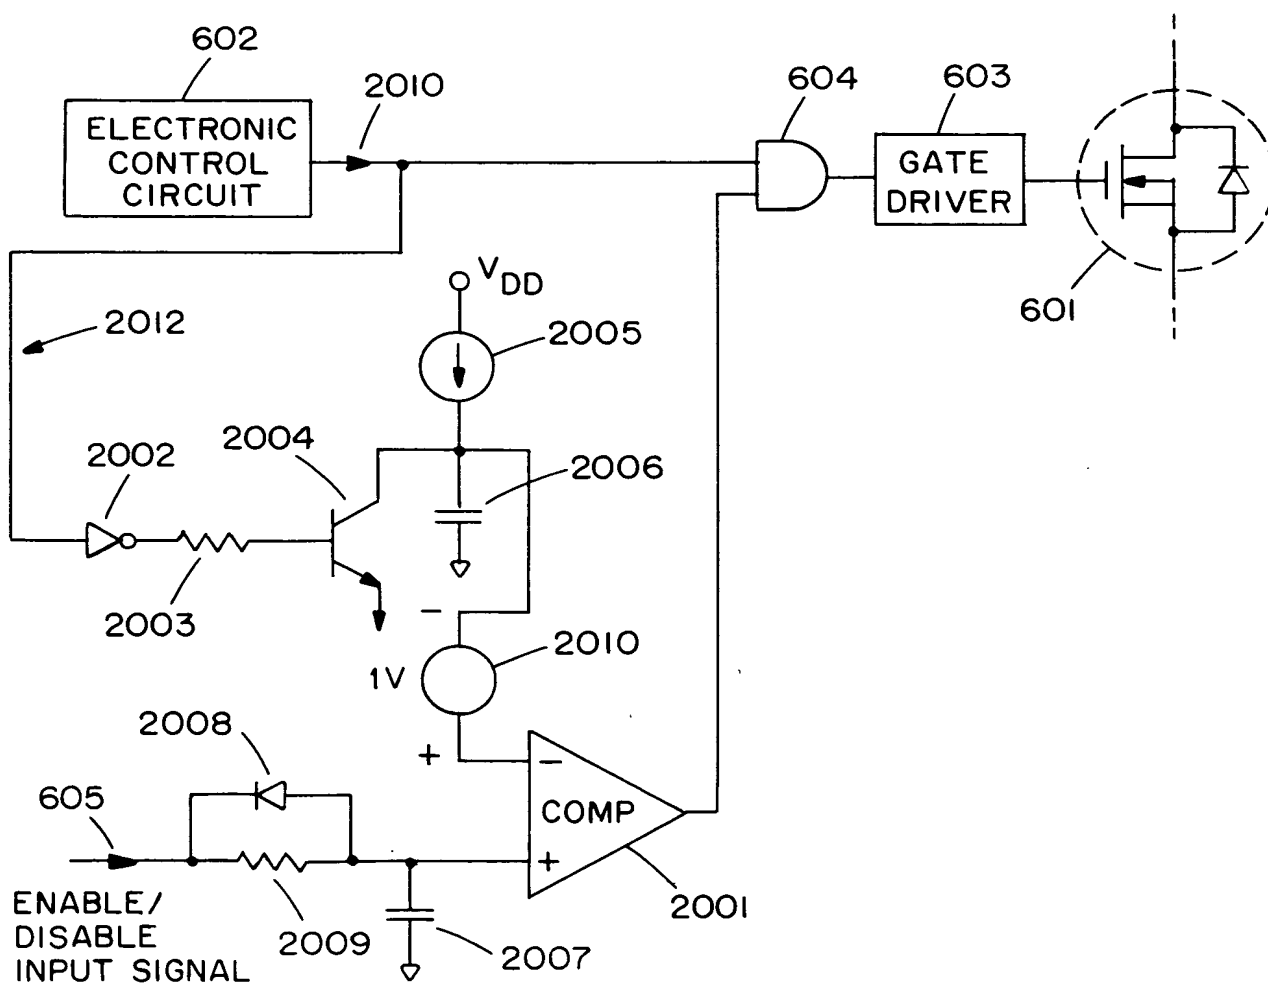 602
2010
604
603
ELECTRONIC
CONTROL
CIRCUIT
GATE
DRIVER
601
VDD
2012
2005
2002
2004
2006
2003
−
2010
1V
2008
+
−
COMP
605
+
2001
ENABLE/
DISABLE
INPUT SIGNAL
2009
2007